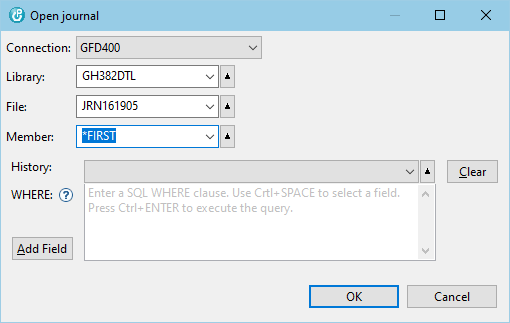 Open journal
Connection: GFD400
Library: GH382DTL
File: JRN161905
Member: *FIRST
History: Clear
WHERE: Enter a SQL WHERE clause. Use Crtl+SPACE to select a field.
Press Ctrl+ENTER to execute the query.
Add Field
OK Cancel